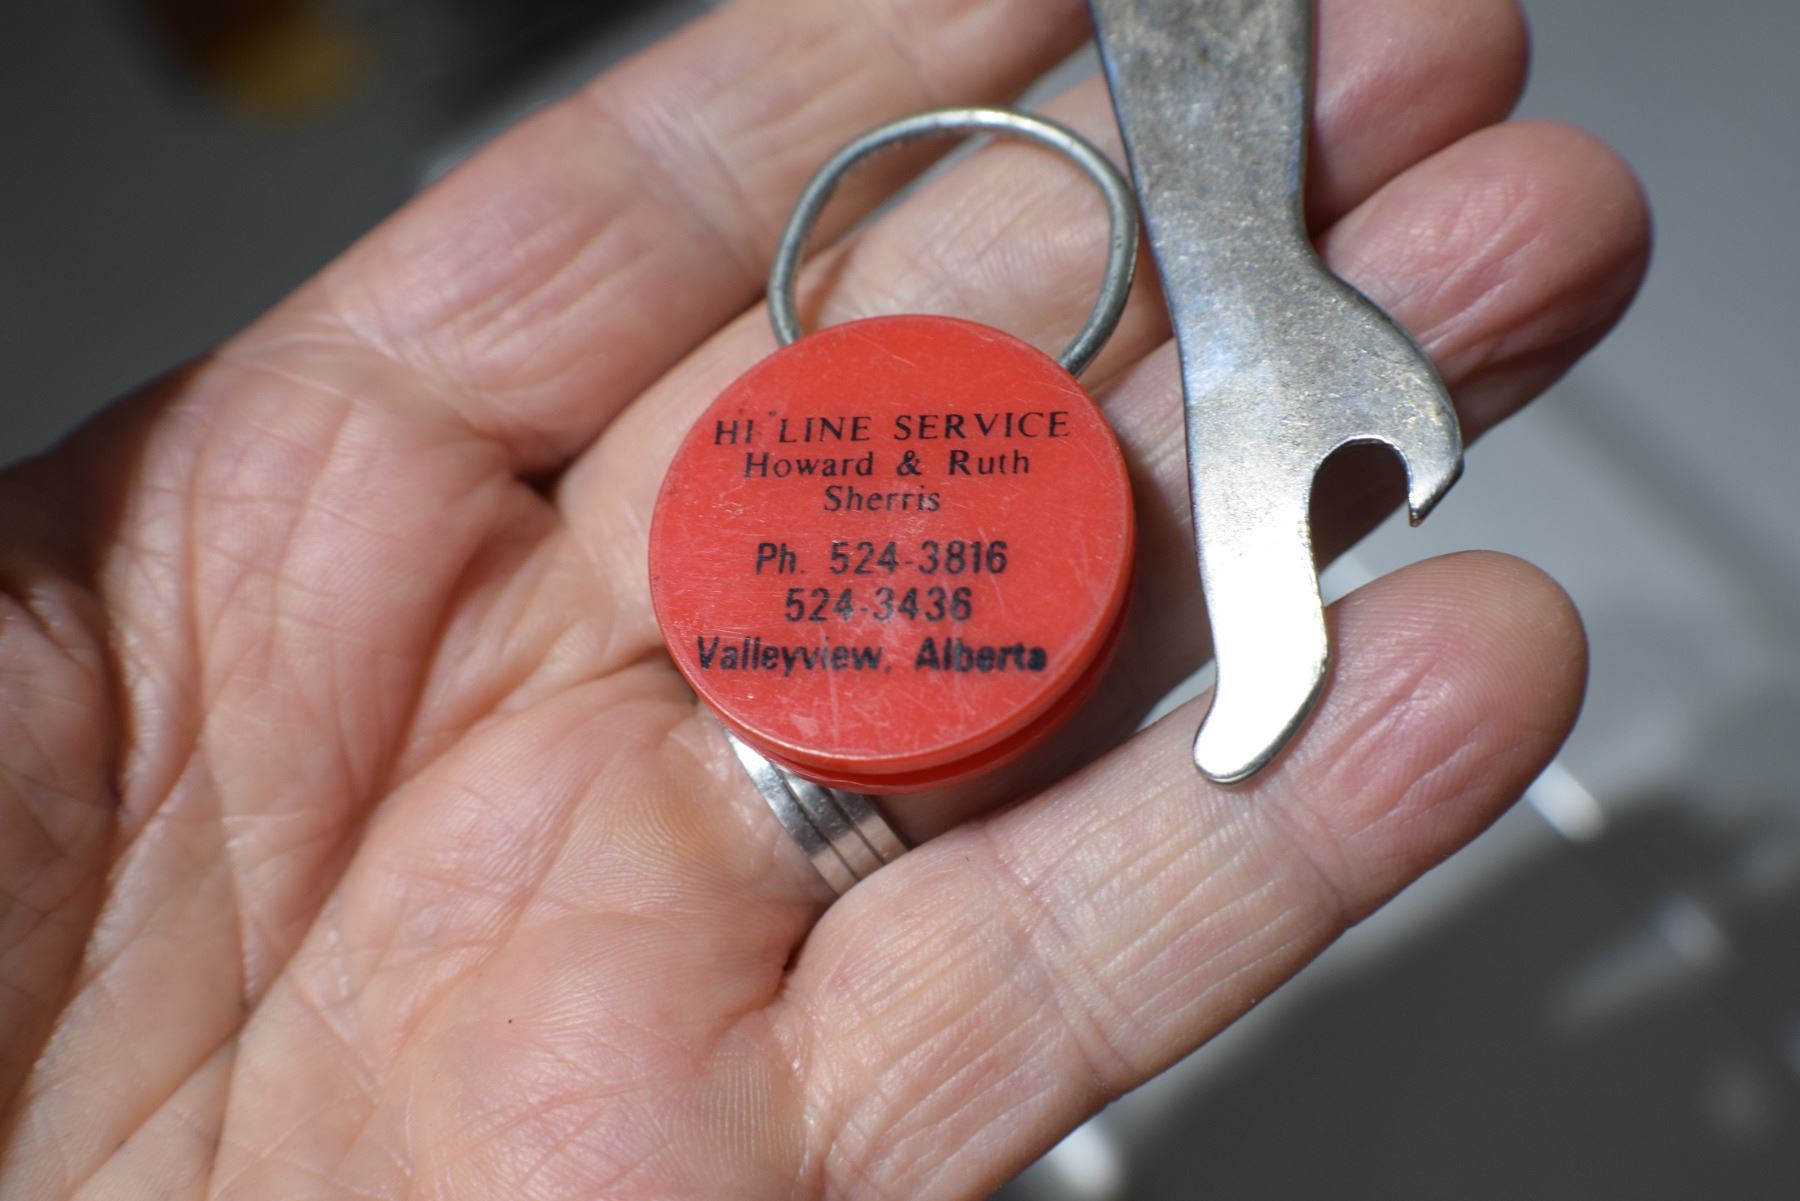 HI LINE SERVICE
Howard & Ruth
Sherris
Ph. 524-3816
524-3436
Valleyview, Alberta